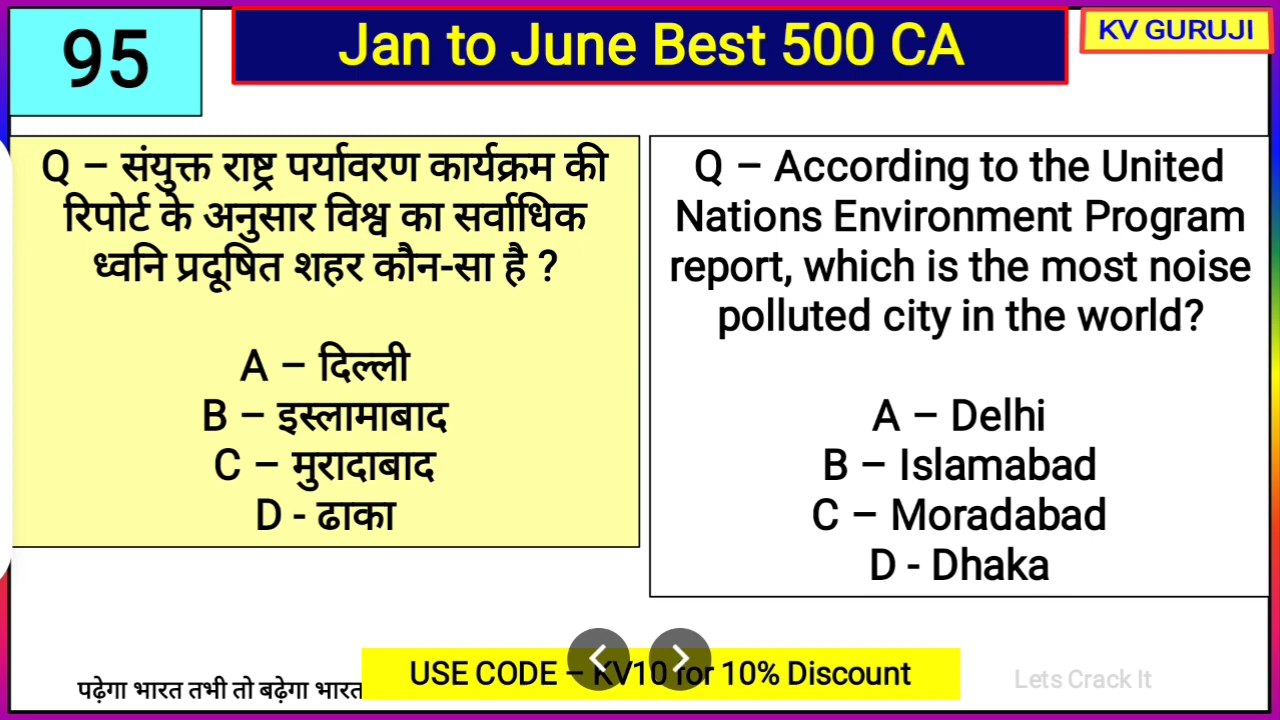 95
Jan to June Best 500 CA
KV GURUJI
Q – संयुक्त राष्ट्र पर्यावरण कार्यक्रम की
रिपोर्ट के अनुसार विश्व का सर्वाधिक
ध्वनि प्रदूषित शहर कौन-सा है ?
A – दिल्ली
B – इस्लामाबाद
C – मुरादाबाद
D - ढाका
Q – According to the United
Nations Environment Program
report, which is the most noise
polluted city in the world?
A – Delhi
B – Islamabad
C – Moradabad
D - Dhaka
पढ़ेगा भारत तभी तो बढ़ेगा भारत
USE CODE – KV10 for 10% Discount
Lets Crack It